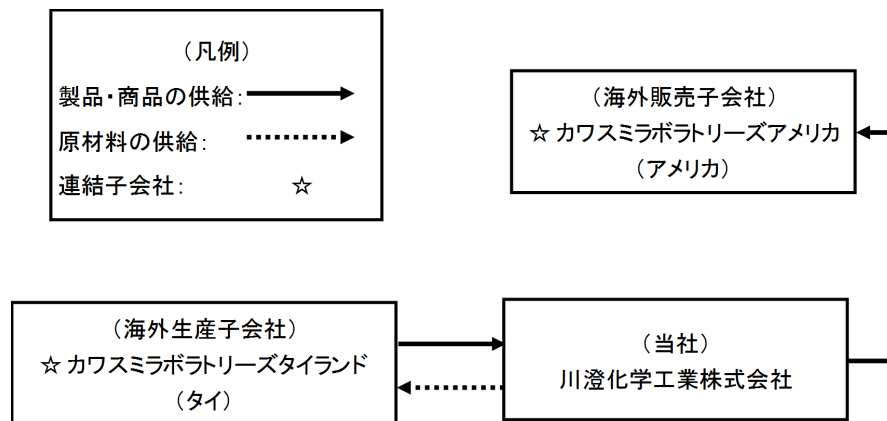 （凡例）
製品・商品の供給:
原材料の供給:
連結子会社: ☆
（海外販売子会社）
☆ カワスミラボラトリーズアメリカ
（アメリカ）
（海外生産子会社）
☆ カワスミラボラトリーズタイランド
（タイ）
（当社）
川澄化学工業株式会社